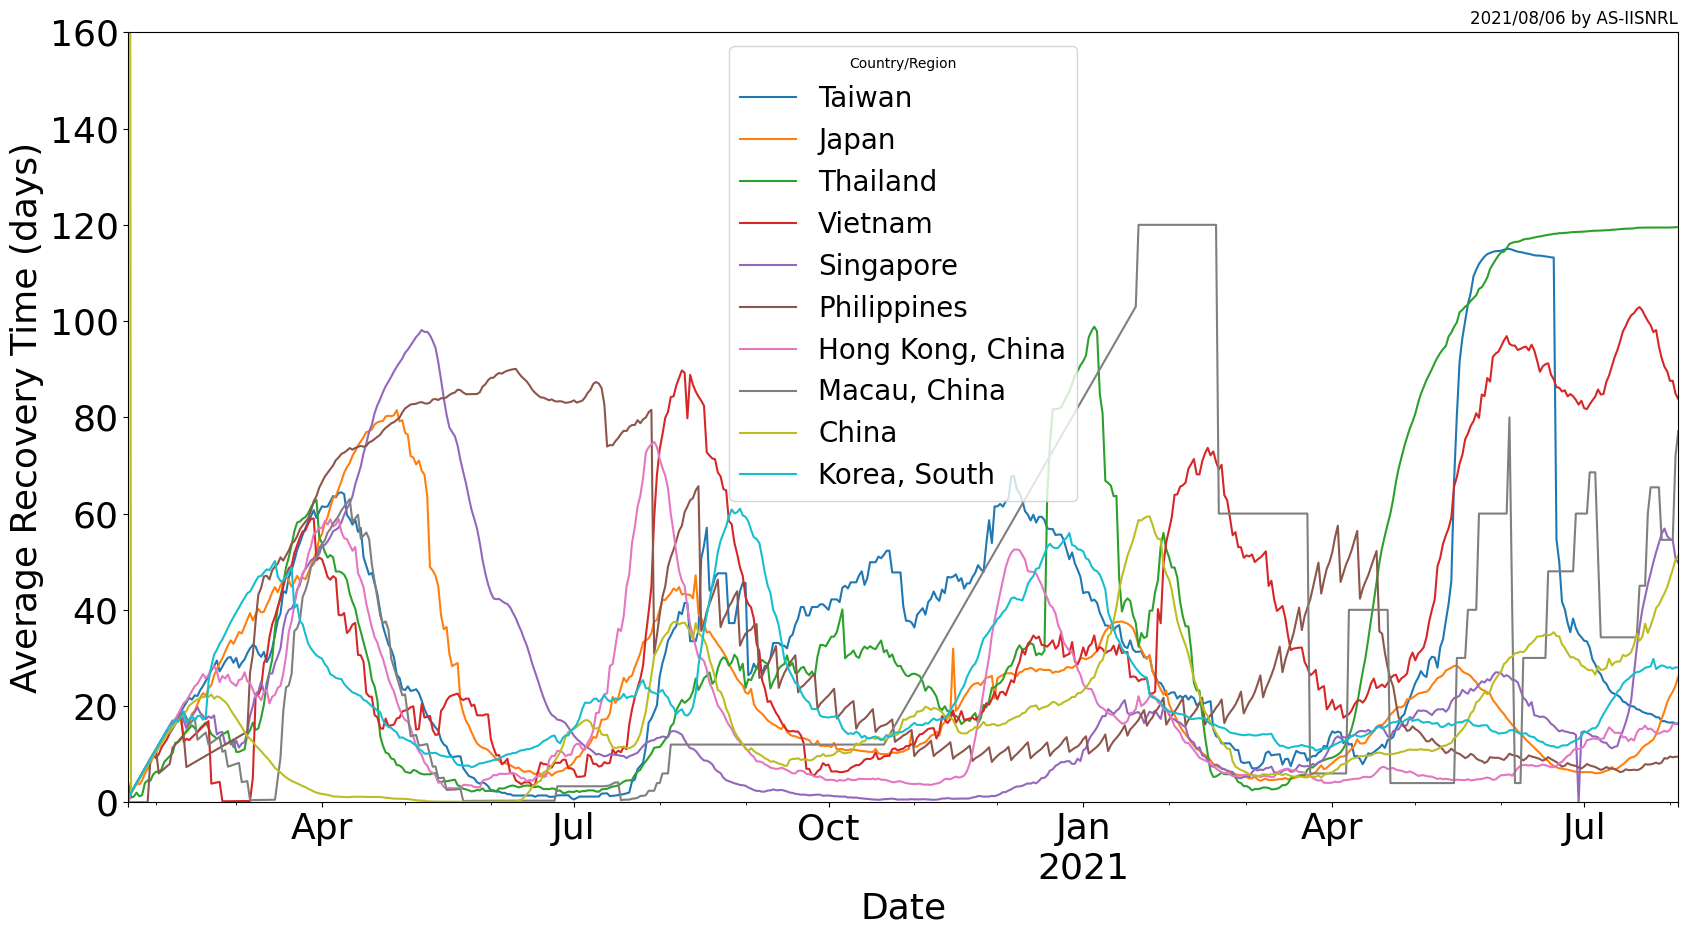 2021/08/06 by AS-IISNRL
160
140
120
100
80
60
40
20
0
Average Recovery Time (days)
Country/Region
Taiwan
Japan
Thailand
Vietnam
Singapore
Philippines
Hong Kong, China
Macau, China
China
Korea, South
Apr
Jul
Oct
Jan
2021
Apr
Jul
Date